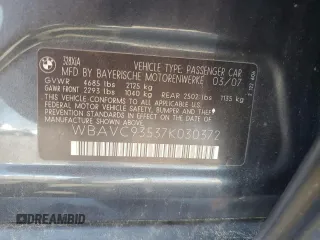 328XiA
VEHICLE TYPE: PASSENGER CAR
BY BAYERISCHE MOTORENWERKE 03/07
GVWR 4685 lbs 2125 kg
GAWR FRONT 2293 lbs 1040 kg REAR 2502 lbs 1135 kg
THIS VEHICLE CONFORMS TO ALL APPLICABLE
FEDERAL MOTOR VEHICLE SAFETY, BUMPER AND THEFT
PREVENTION STANDARDS IN EFFECT ON THE DATE OF
MANUFACTURE SHOWN ABOVE
WBAVC93537K030372
DREAMBID